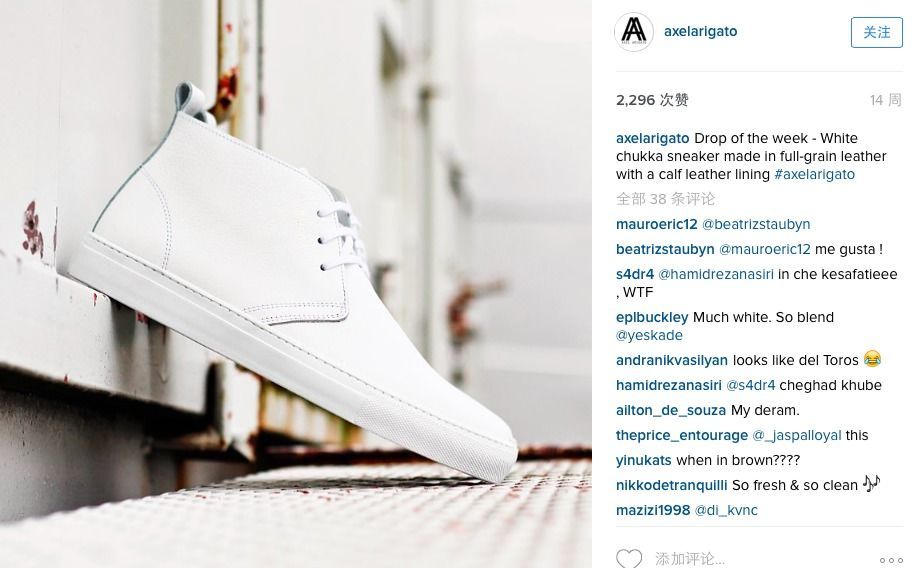 axelarigato
关注
2,296 次赞
14 周
axelarigato Drop of the week - White
chukka sneaker made in full-grain leather
with a calf leather lining #axelarigato
全部 38 条评论
mauroeric12 @beatrizstaubyn
beatrizstaubyn @mauroeric12 me gusta !
s4dr4 @hamidrezanasiri in che kesafatieee
, WTF
eplbuckley Much white. So blend
@yeskade
andranikvasilyan looks like del Toros 😂
hamidrezanasiri @s4dr4 cheghad khube
ailton_de_souza My deram.
theprice_entourage @_jaspalloyal this
yinukats when in brown????
nikkodetranquilli So fresh & so clean 🎶
mazizi1998 @di_kvnc
添加评论...